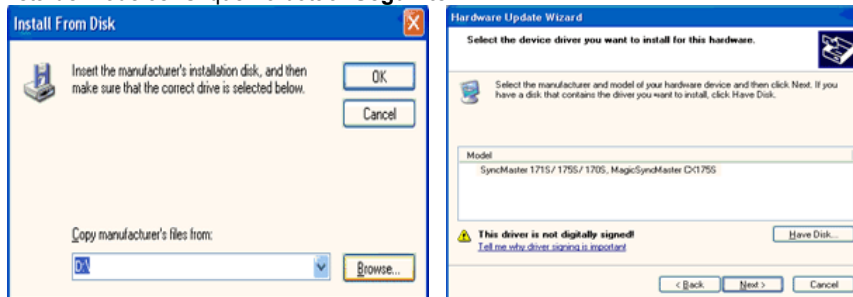 Install From Disk
Insert the manufacturer's installation disk, and then
make sure that the correct drive is selected below.
OK
Cancel
Copy manufacturer's files from:
D:\
Browse...
Hardware Update Wizard
Select the device driver you want to install for this hardware.
Select the manufacturer and model of your hardware device and then click Next. If you
have a disk that contains the driver you want to install, click Have Disk.
Model
SyncMaster 171S/ 175S/ 170S, MagicSyncMaster CX175S
This driver is not digitally signed!
Tell me why driver signing is important
Have Disk...
< Back
Next >
Cancel